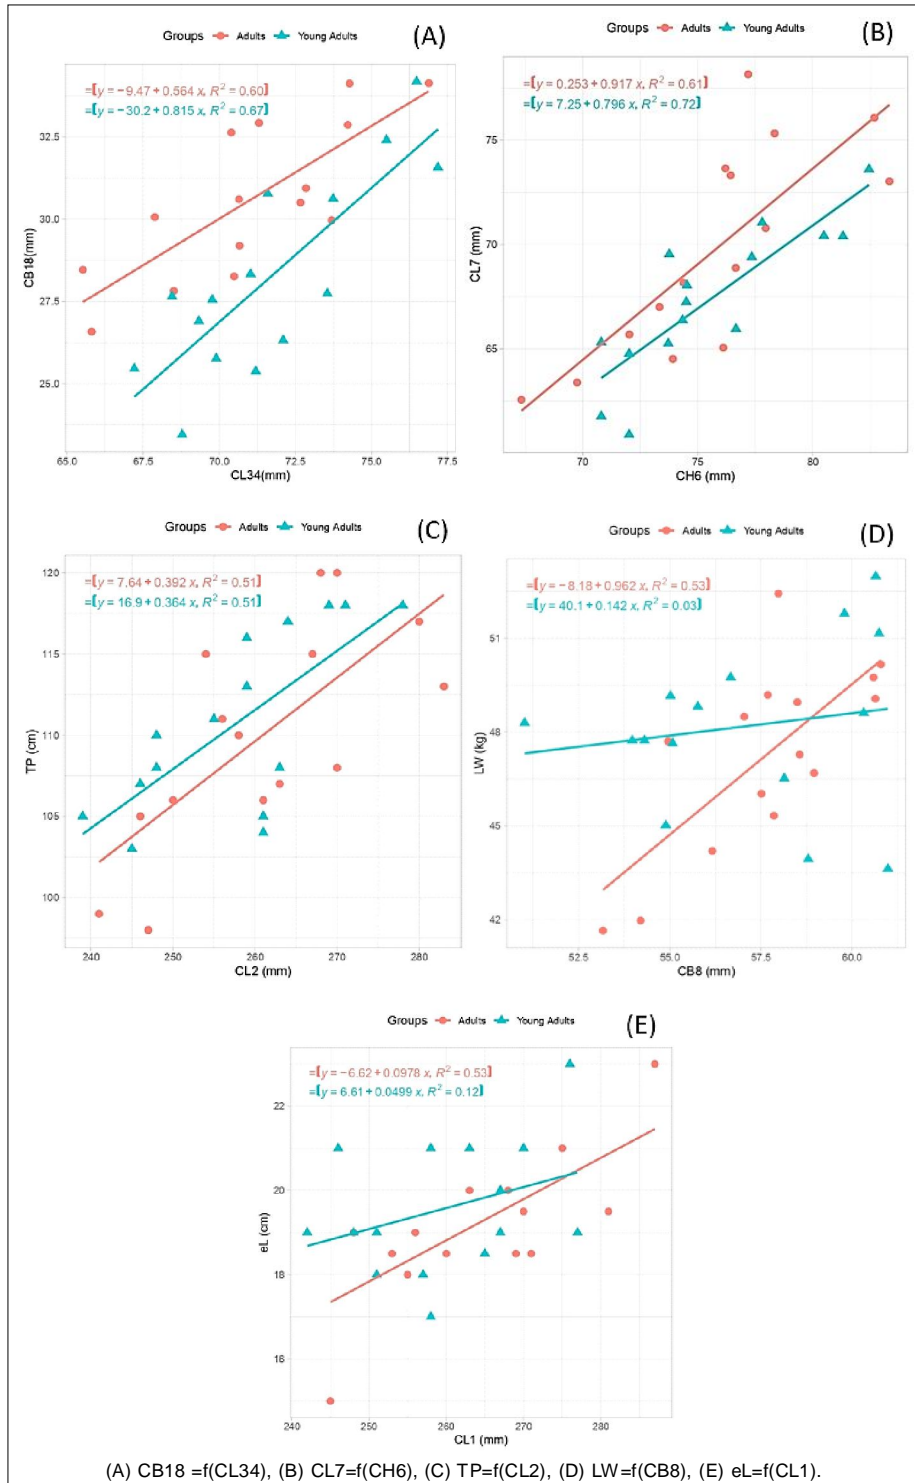 Groups Adults Young Adults (A)
=[y = −9.47 + 0.564 x, R² = 0.60]
=[y = −30.2 + 0.815 x, R² = 0.67]
32.5
30.0
27.5
25.0
CB18(mm)
65.0 67.5 70.0 72.5 75.0 77.5
CL34(mm)
Groups Adults Young Adults (B)
=[y = 0.253 + 0.917 x, R² = 0.61]
=[y = 7.25 + 0.796 x, R² = 0.72]
75
70
65
CL7 (mm)
70 75 80
CH6 (mm)
Groups Adults Young Adults (C)
=[y = 7.64 + 0.392 x, R² = 0.51]
=[y = 16.9 + 0.364 x, R² = 0.51]
120
115
110
105
100
TP (cm)
240 250 260 270 280
CL2 (mm)
Groups Adults Young Adults (D)
=[y = −8.18 + 0.962 x, R² = 0.53]
=[y = 40.1 + 0.142 x, R² = 0.03]
51
48
45
42
LW (kg)
52.5 55.0 57.5 60.0
CB8 (mm)
Groups Adults Young Adults (E)
=[y = −6.62 + 0.0978 x, R² = 0.53]
=[y = 6.61 + 0.0499 x, R² = 0.12]
22
20
18
16
eL (cm)
240 250 260 270 280
CL1 (mm)
(A) CB18 =f(CL34), (B) CL7=f(CH6), (C) TP=f(CL2), (D) LW=f(CB8), (E) eL=f(CL1).